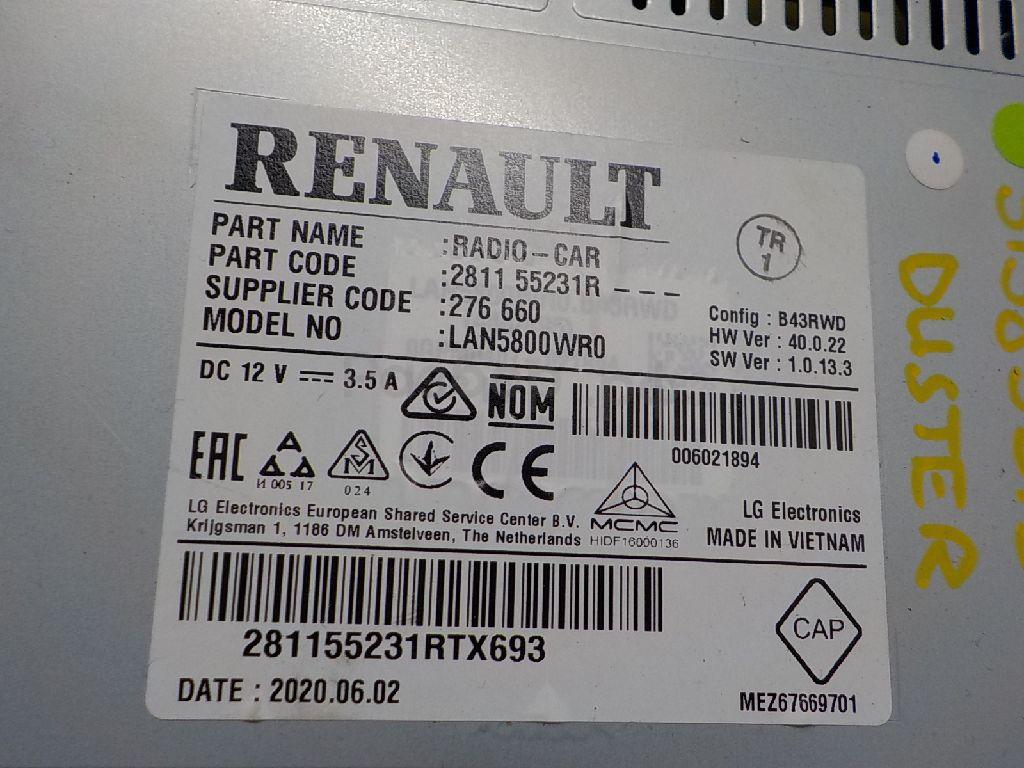 RENAULT
PART NAME :RADIO-CAR
PART CODE :2811 55231R ---
SUPPLIER CODE :276 660
MODEL NO :LAN5800WR0
TR
1
Config : B43RWD
HW Ver : 40.0.22
SW Ver : 1.0.13.3
DC 12 V 3.5 A
NOM
006021894
EAC
И 005 17
SM
024
CE
MCMC
HIDF16000136
LG Electronics European Shared Service Center B.V.
Krijgsman 1, 1186 DM Amstelveen, The Netherlands
LG Electronics
MADE IN VIETNAM
281155231RTX693
DATE : 2020.06.02
CAP
MEZ67669701
DUSTER